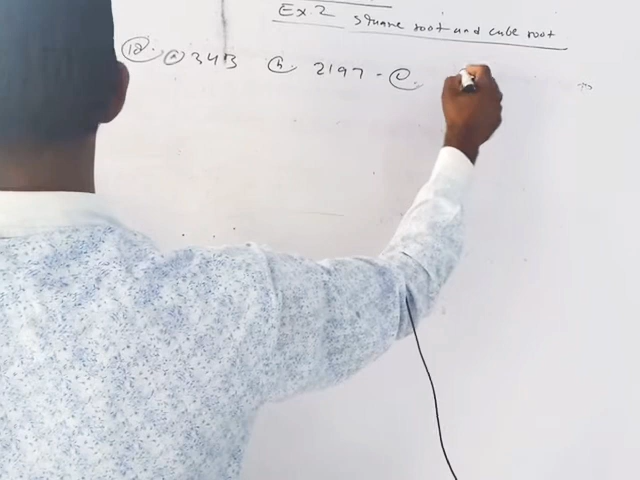 Ex. 2 square root and cube root
12. a 343 b. 2197 - c.